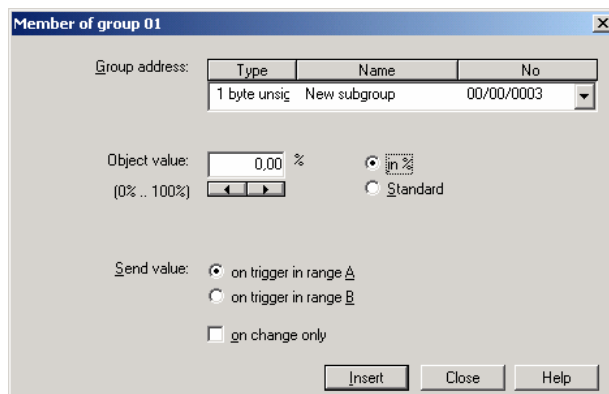 Member of group 01
Group address:
Type Name No
1 byte unsig New subgroup 00/00/0003
Object value: 0,00 % in %
(0% .. 100%) Standard
Send value: on trigger in range A
on trigger in range B
on change only
Insert Close Help